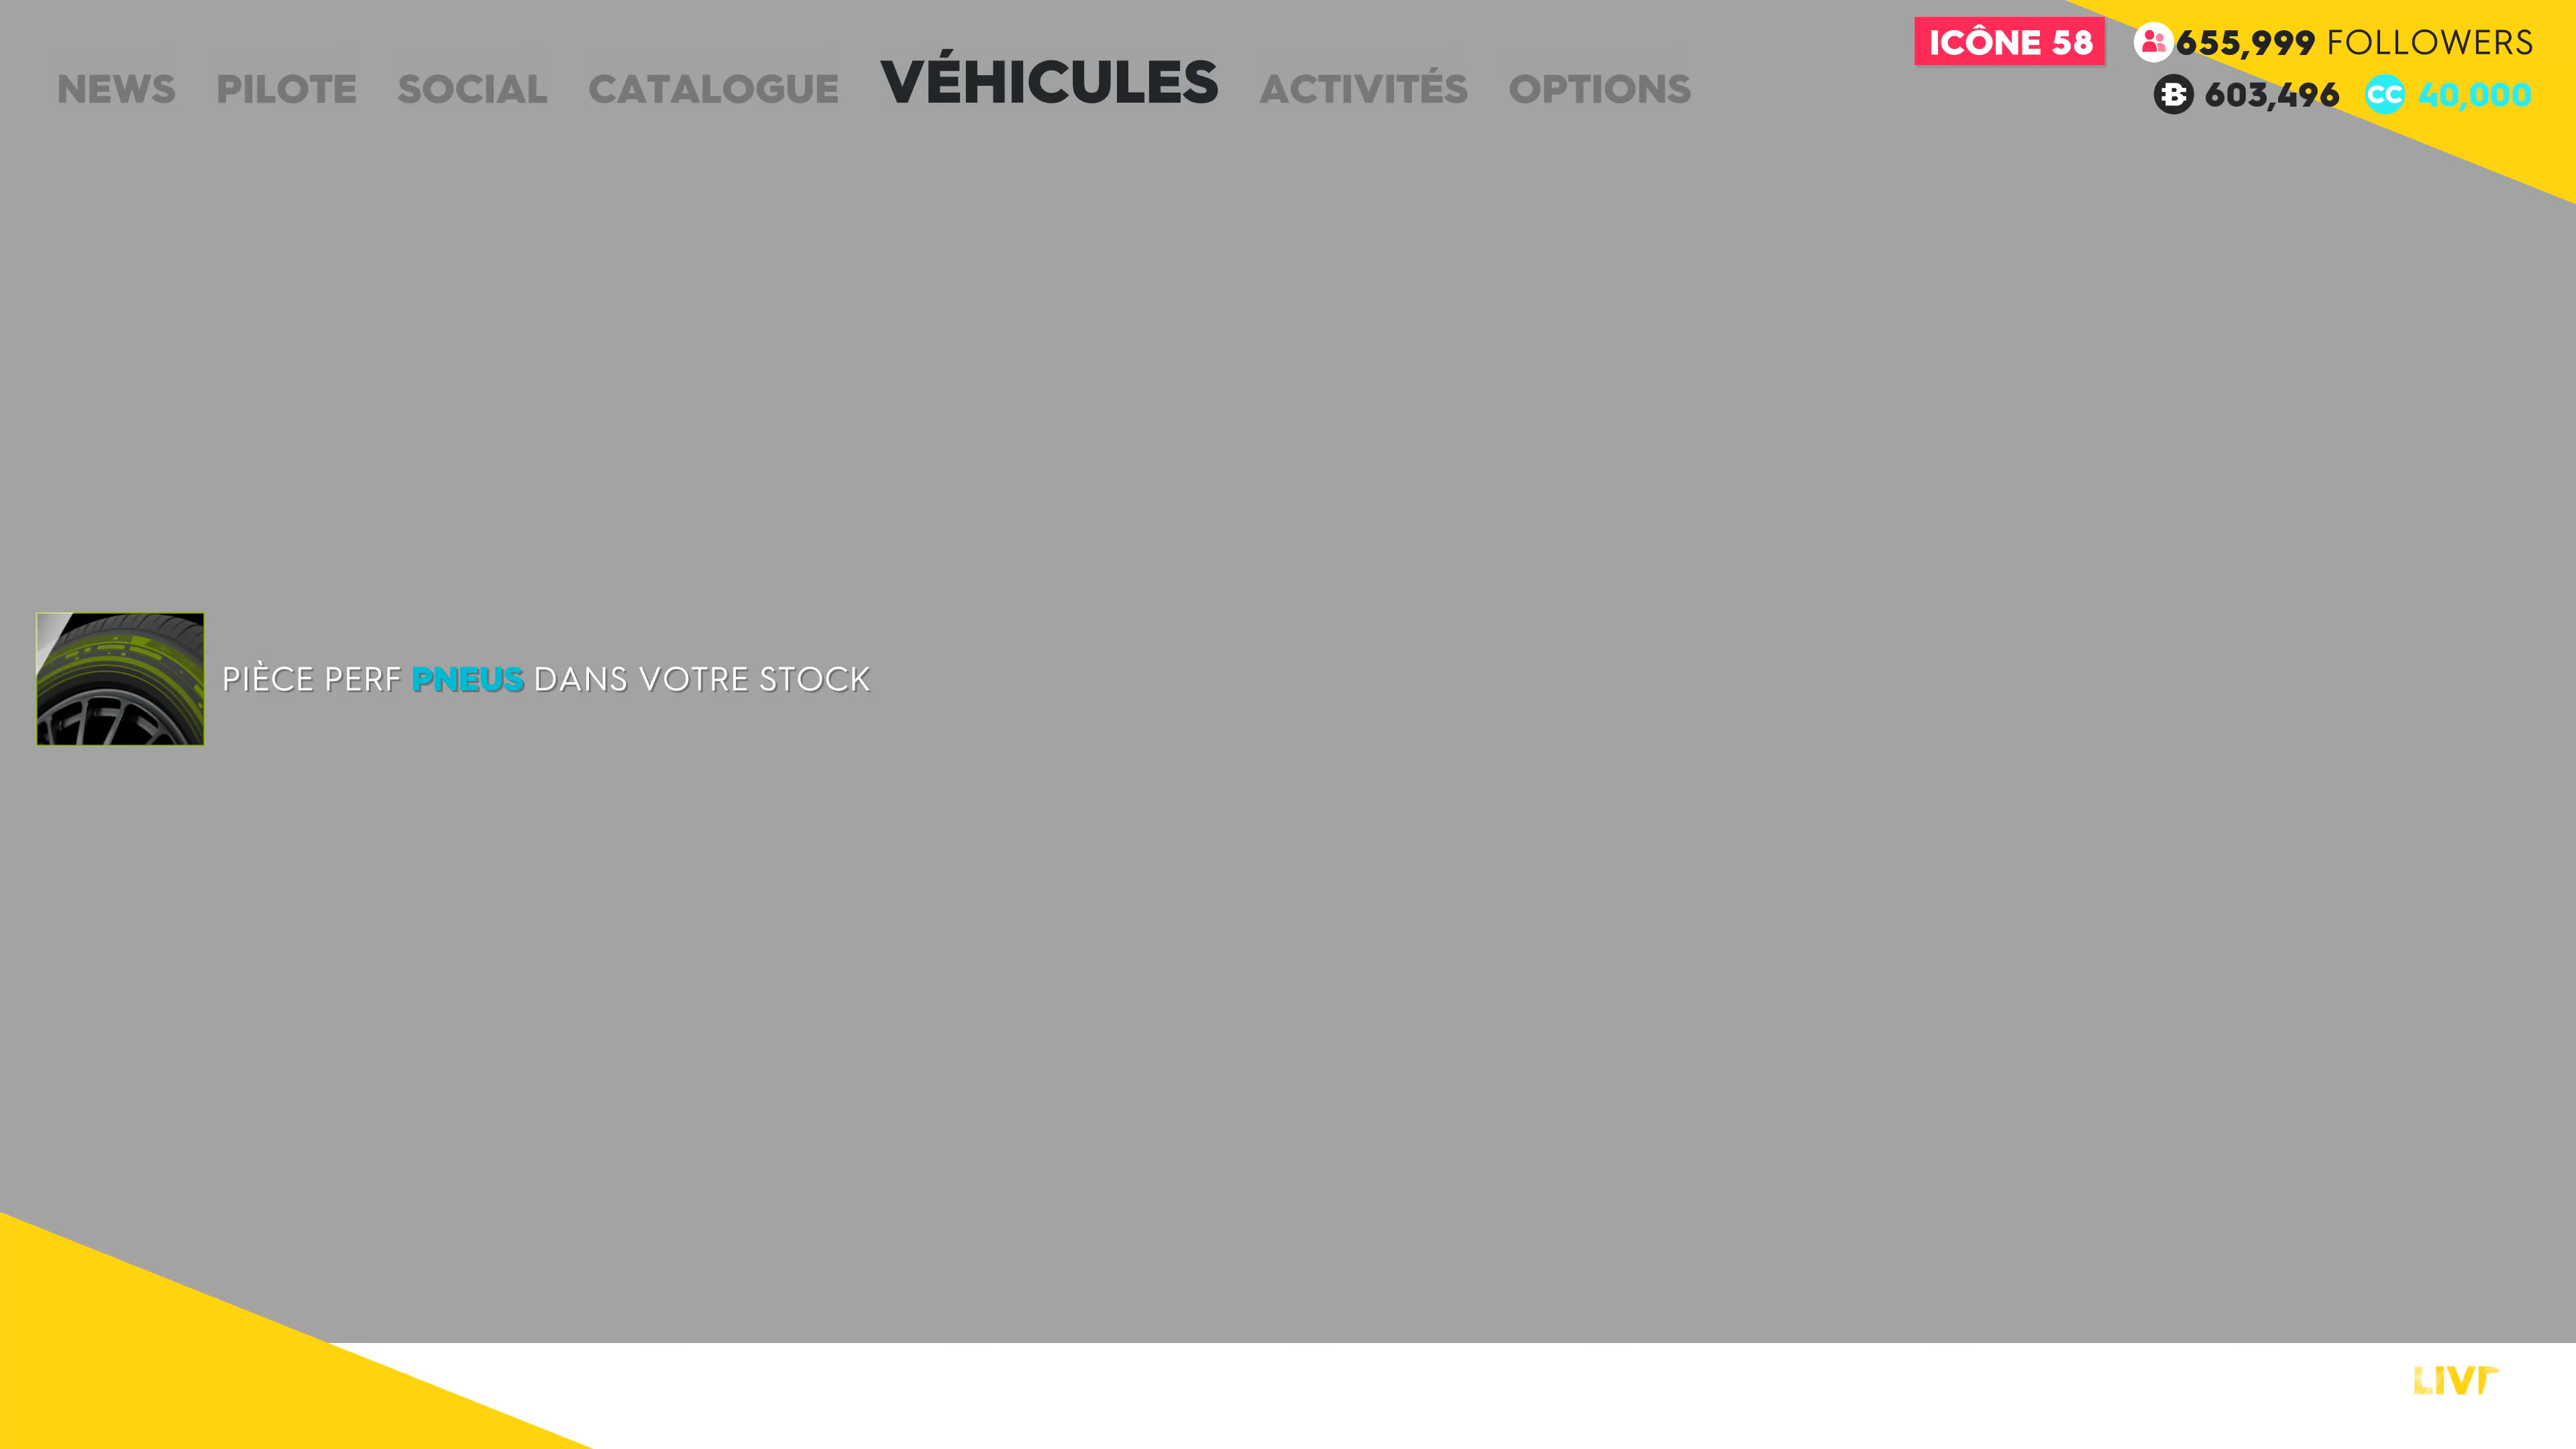 NEWS PILOTE SOCIAL CATALOGUE VÉHICULES ACTIVITÉS OPTIONS
ICÔNE 58 655,999 FOLLOWERS
603,496 CC 40,000
PIÈCE PERF PNEUS DANS VOTRE STOCK